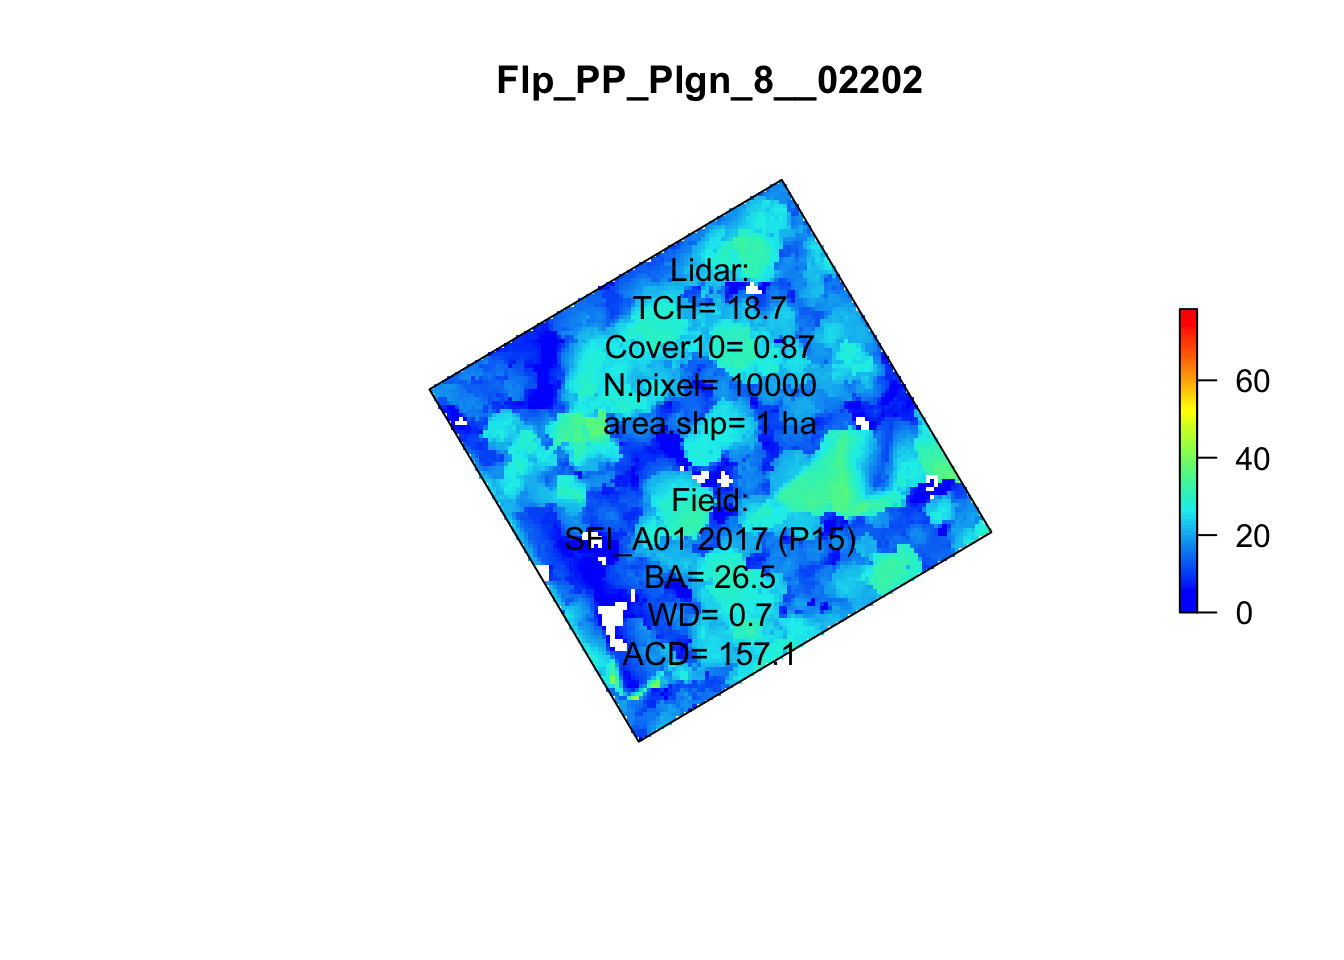 Flp_PP_Plgn_8__02202
Lidar:
TCH= 18.7
Cover10= 0.87
N.pixel= 10000
area.shp= 1 ha
Field:
SFI_A01 2017 (P15)
BA= 26.5
WD= 0.7
ACD= 157.1
60
40
20
0